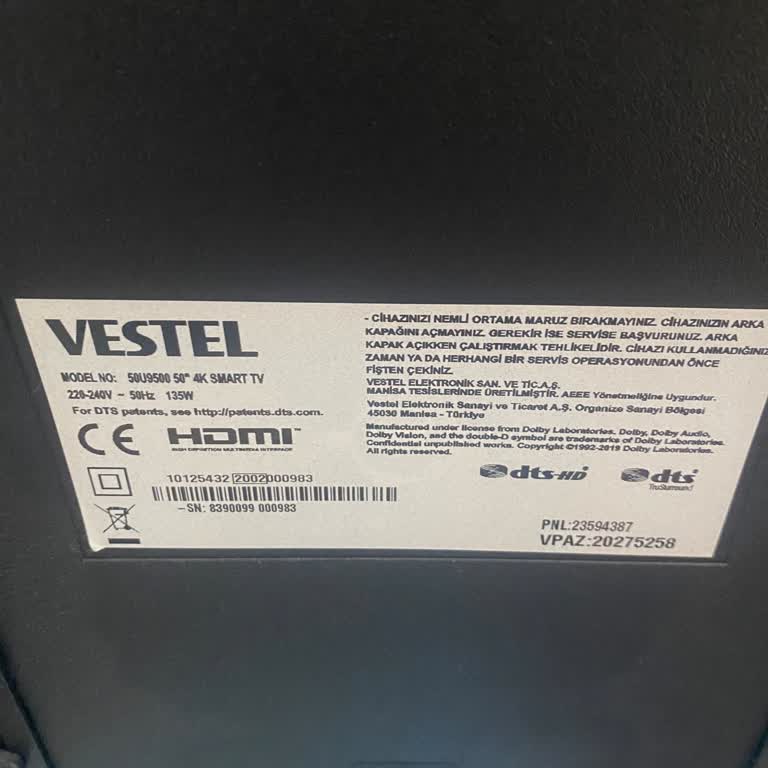 VESTEL
MODEL NO: 50U9500 50" 4K SMART TV
220-240V ~ 50Hz 135W
For DTS patents, see http://patents.dts.com.
CE HDMI™
HIGH DEFINITION MULTIMEDIA INTERFACE
10125432 2002 000983
-SN: 8390099 000983
- CİHAZINIZI NEMLİ ORTAMA MARUZ BIRAKMAYINIZ. CİHAZINIZIN ARKA
KAPAĞINI AÇMAYINIZ. GEREKİR İSE SERVİSE BAŞVURUNUZ. ARKA
KAPAK AÇIKKEN ÇALIŞTIRMAK TEHLİKELİDİR. CİHAZI KULLANMADIĞINIZ
ZAMAN YA DA HERHANGİ BİR SERVİS OPERASYONUNDAN ÖNCE
FİŞTEN ÇEKİNİZ.
VESTEL ELEKTRONİK SAN. VE TİC.A.Ş.
MANİSA TESİSLERİNDE ÜRETİLMİŞTİR. AEEE Yönetmeliğine Uygundur.
Vestel Elektronik Sanayi ve Ticaret A.Ş. Organize Sanayi Bölgesi
45030 Manisa - Türkiye
Manufactured under license from Dolby Laboratories. Dolby, Dolby Audio,
Dolby Vision, and the double-D symbol are trademarks of Dolby Laboratories.
Confidential unpublished works. Copyright ©1992-2019 Dolby Laboratories.
All rights reserved.
dts-HD dts
TruSurround
PNL:23594387
VPAZ:20275258